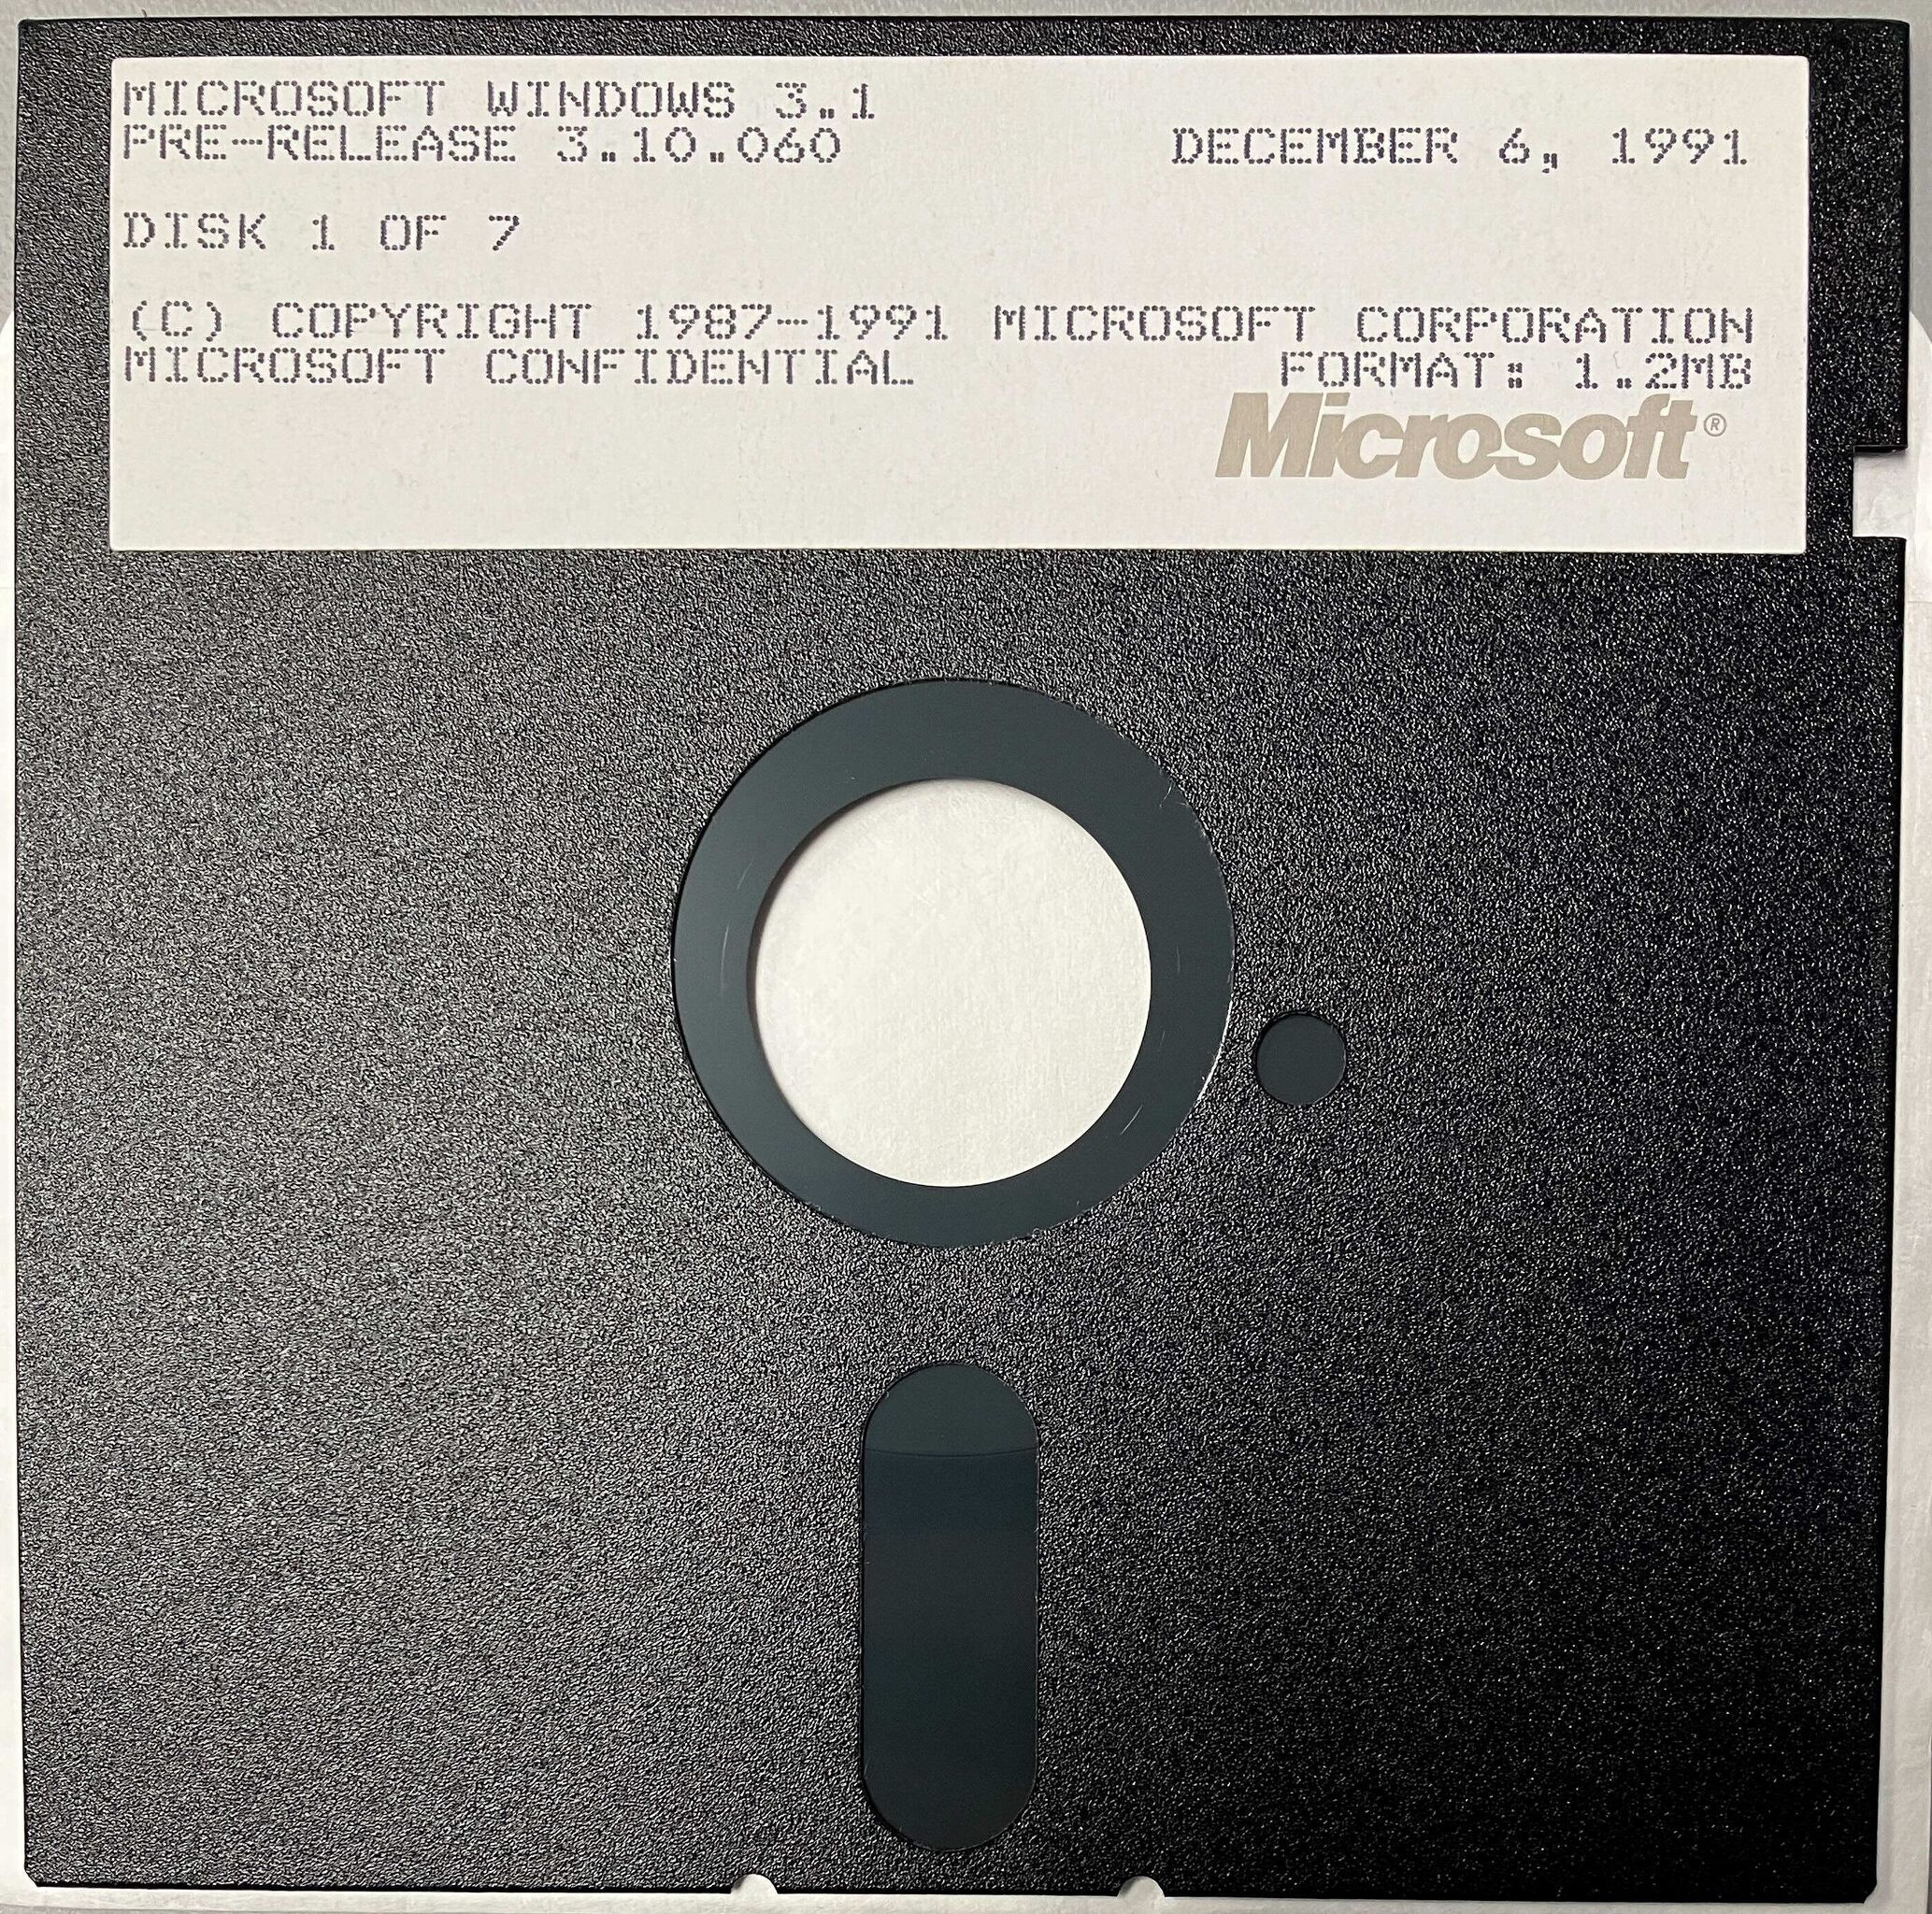 MICROSOFT WINDOWS 3.1
PRE-RELEASE 3.10.060 DECEMBER 6, 1991
DISK 1 OF 7
(C) COPYRIGHT 1987-1991 MICROSOFT CORPORATION
MICROSOFT CONFIDENTIAL FORMAT: 1.2MB
Microsoft®